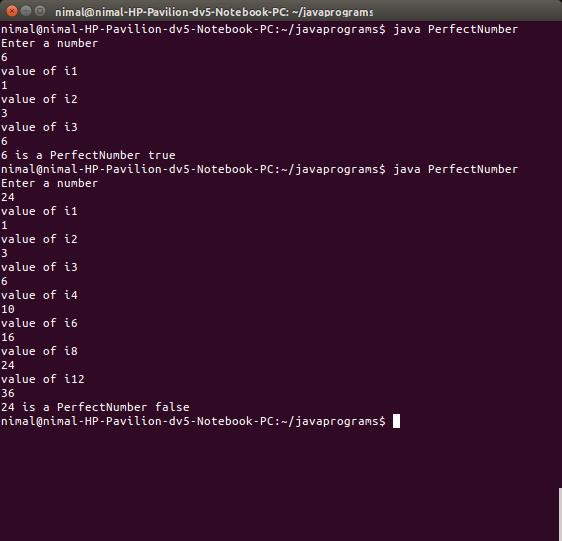 nimal@nimal-HP-Pavilion-dv5-Notebook-PC: ~/javaprograms
nimal@nimal-HP-Pavilion-dv5-Notebook-PC:~/javaprograms$ java PerfectNumber
Enter a number
6
value of i1
1
value of i2
3
value of i3
6
6 is a PerfectNumber true
nimal@nimal-HP-Pavilion-dv5-Notebook-PC:~/javaprograms$ java PerfectNumber
Enter a number
24
value of i1
1
value of i2
3
value of i3
6
value of i4
10
value of i6
16
value of i8
24
value of i12
36
24 is a PerfectNumber false
nimal@nimal-HP-Pavilion-dv5-Notebook-PC:~/javaprograms$